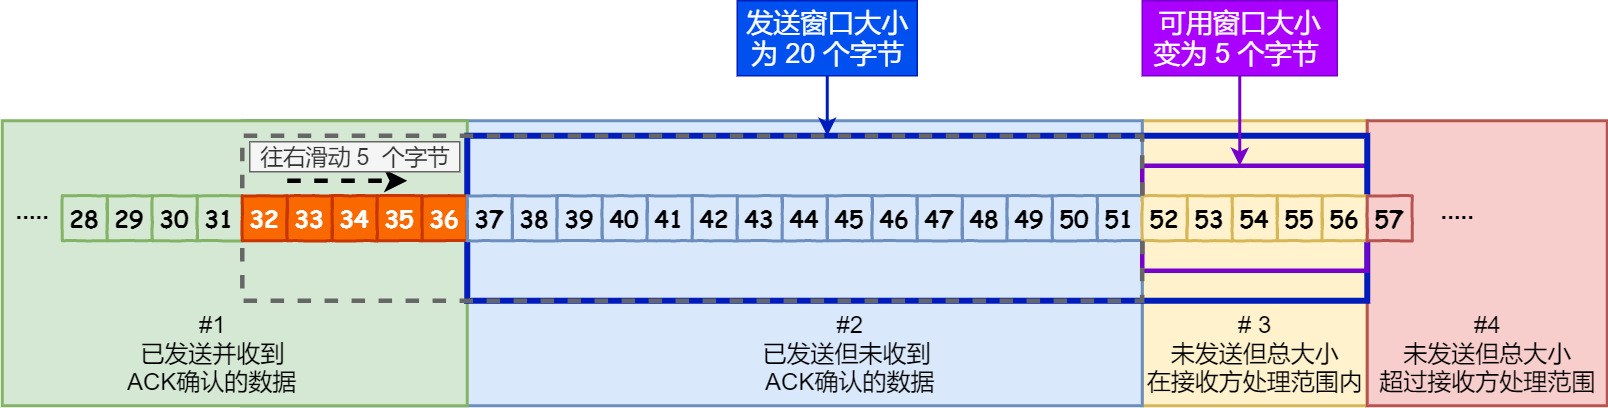 发送窗口大小
为 20 个字节
可用窗口大小
变为 5 个字节
往右滑动 5 个字节
..... 28 29 30 31 32 33 34 35 36 37 38 39 40 41 42 43 44 45 46 47 48 49 50 51 52 53 54 55 56 57 .....
#1
已发送并收到
ACK确认的数据
#2
已发送但未收到
ACK确认的数据
# 3
未发送但总大小
在接收方处理范围内
#4
未发送但总大小
超过接收方处理范围